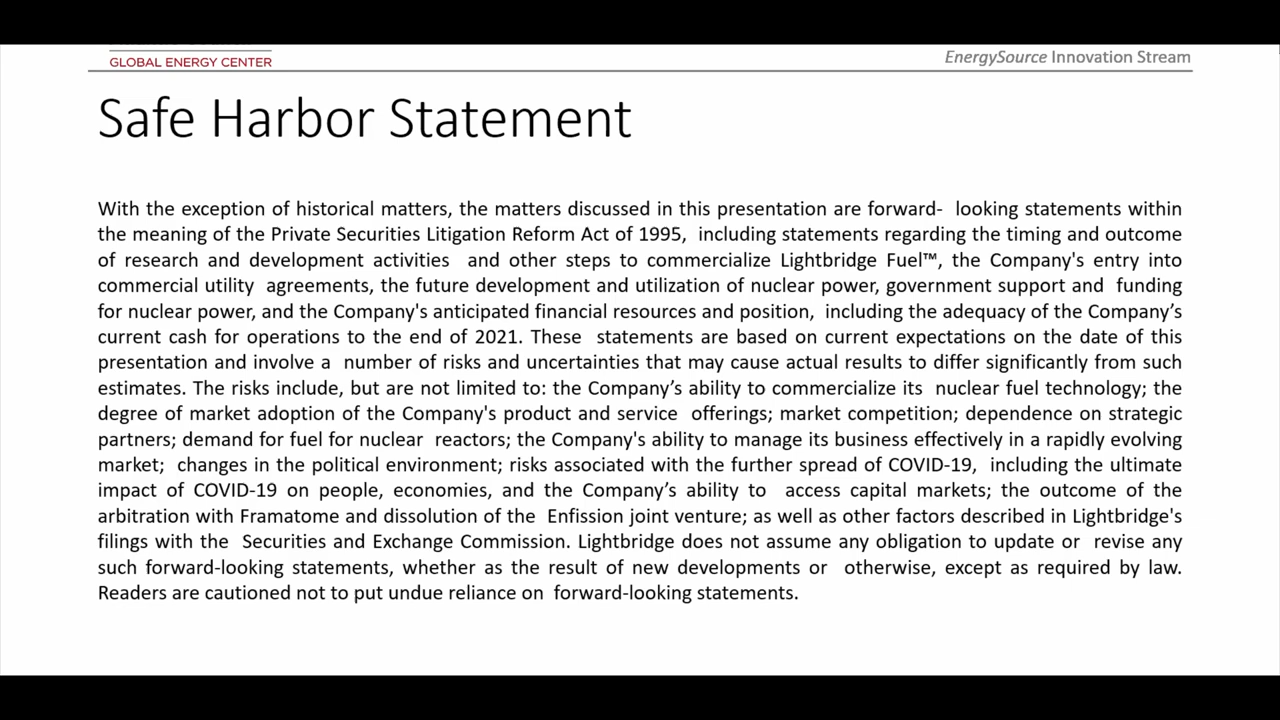 GLOBAL ENERGY CENTER
EnergySource Innovation Stream
Safe Harbor Statement
With the exception of historical matters, the matters discussed in this presentation are forward- looking statements within
the meaning of the Private Securities Litigation Reform Act of 1995, including statements regarding the timing and outcome
of research and development activities and other steps to commercialize Lightbridge Fuel™, the Company's entry into
commercial utility agreements, the future development and utilization of nuclear power, government support and funding
for nuclear power, and the Company's anticipated financial resources and position, including the adequacy of the Company’s
current cash for operations to the end of 2021. These statements are based on current expectations on the date of this
presentation and involve a number of risks and uncertainties that may cause actual results to differ significantly from such
estimates. The risks include, but are not limited to: the Company’s ability to commercialize its nuclear fuel technology; the
degree of market adoption of the Company's product and service offerings; market competition; dependence on strategic
partners; demand for fuel for nuclear reactors; the Company's ability to manage its business effectively in a rapidly evolving
market; changes in the political environment; risks associated with the further spread of COVID-19, including the ultimate
impact of COVID-19 on people, economies, and the Company’s ability to access capital markets; the outcome of the
arbitration with Framatome and dissolution of the Enfission joint venture; as well as other factors described in Lightbridge's
filings with the Securities and Exchange Commission. Lightbridge does not assume any obligation to update or revise any
such forward-looking statements, whether as the result of new developments or otherwise, except as required by law.
Readers are cautioned not to put undue reliance on forward-looking statements.